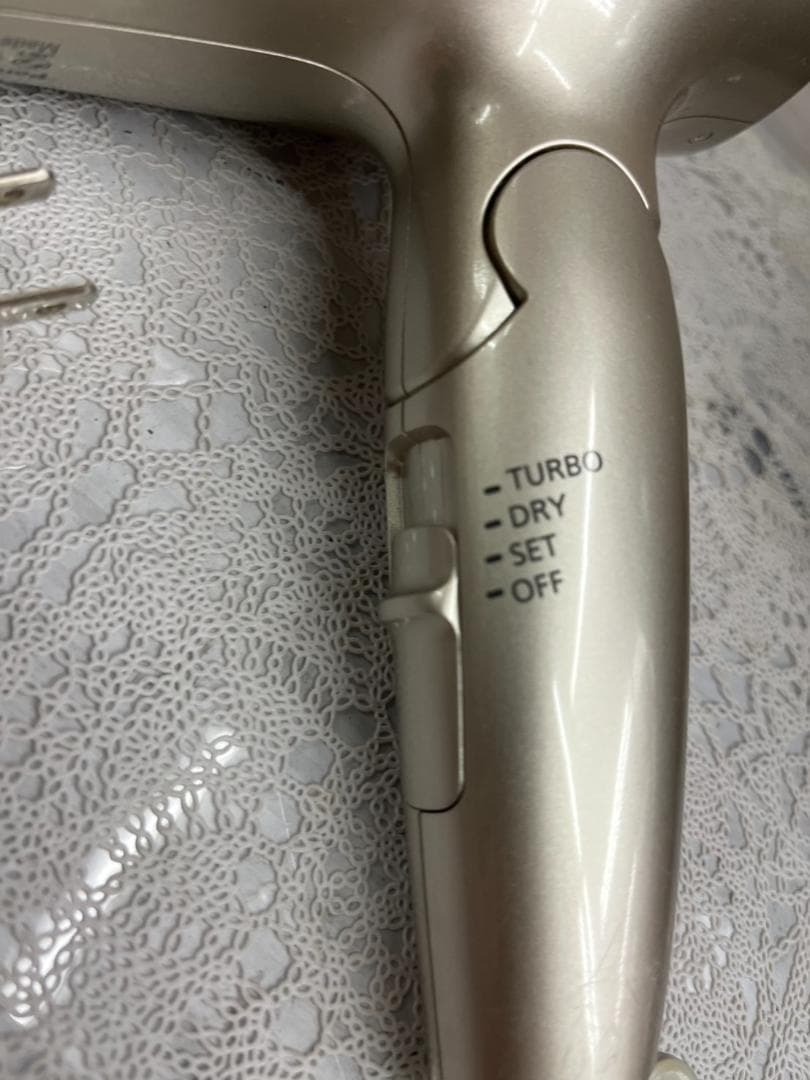 - TURBO
- DRY
- SET
- OFF